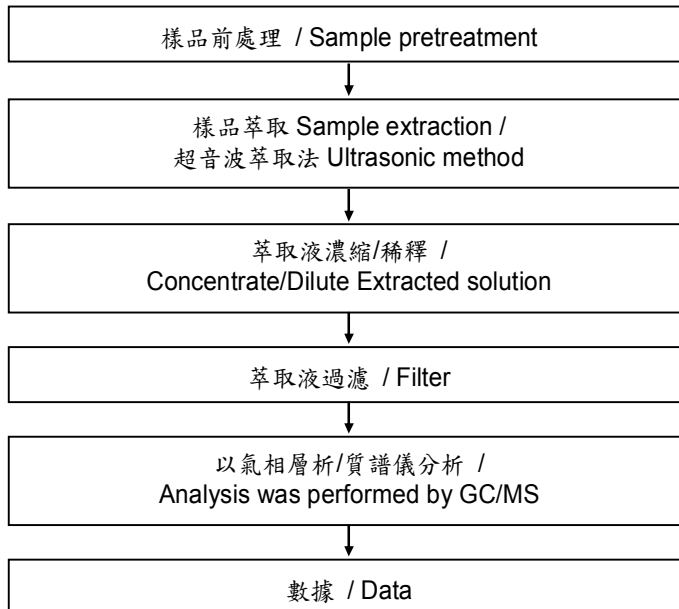 樣品前處理 / Sample pretreatment
樣品萃取 Sample extraction /
超音波萃取法 Ultrasonic method
萃取液濃縮/稀釋 /
Concentrate/Dilute Extracted solution
萃取液過濾 / Filter
以氣相層析/質譜儀分析 /
Analysis was performed by GC/MS
數據 / Data